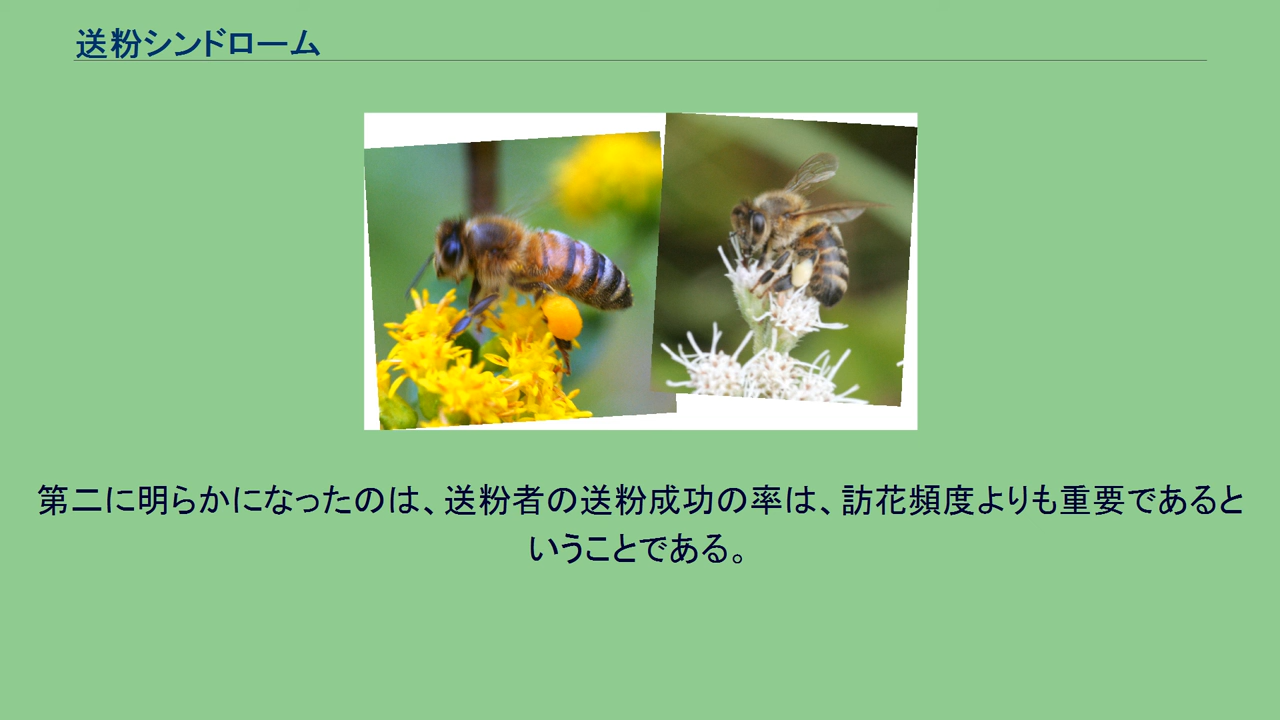 送粉シンドローム
第二に明らかになったのは、送粉者の送粉成功の率は、訪花頻度よりも重要であると
いうことである。